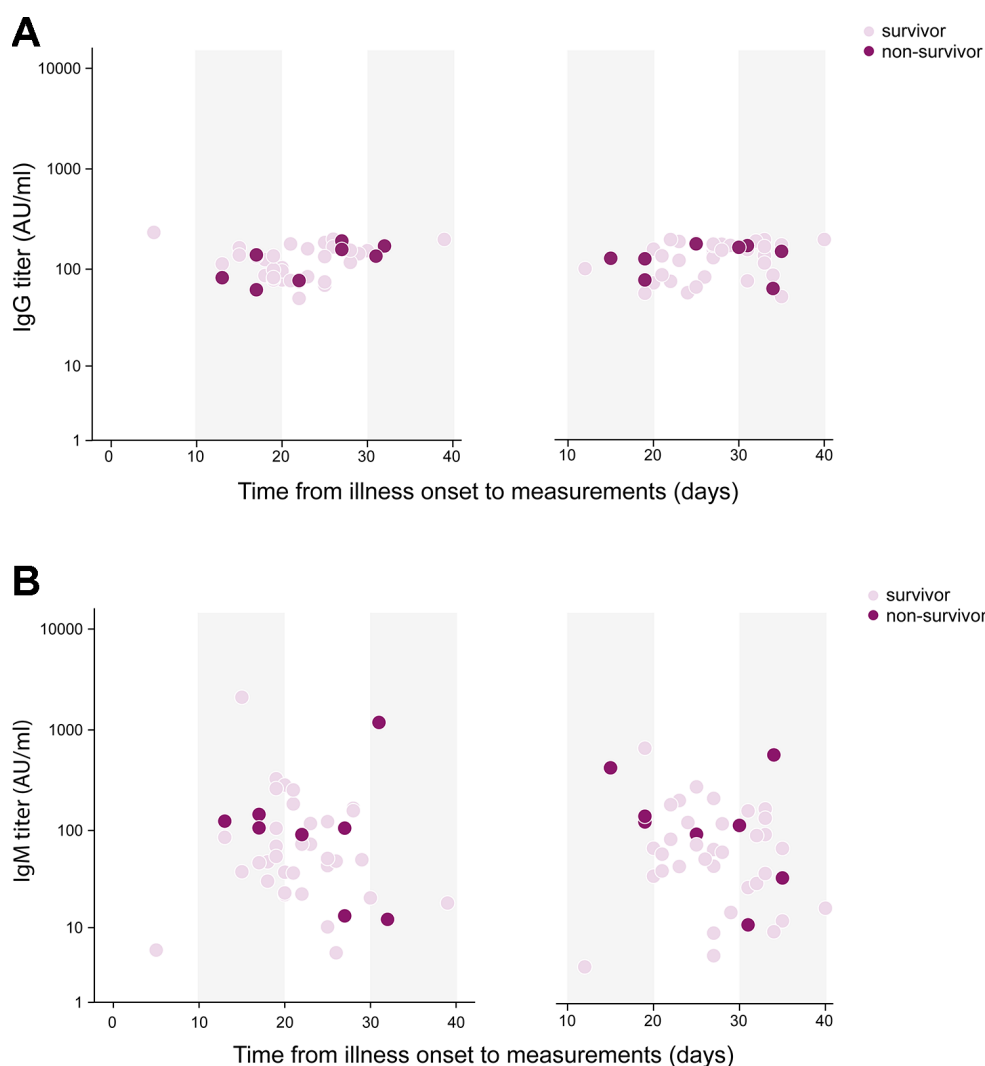 A
survivor
non-survivor
IgG titer (AU/ml)
10000
1000
100
10
1
0 10 20 30 40
10 20 30 40
Time from illness onset to measurements (days)
B
survivor
non-survivor
IgM titer (AU/ml)
10000
1000
100
10
1
0 10 20 30 40
10 20 30 40
Time from illness onset to measurements (days)